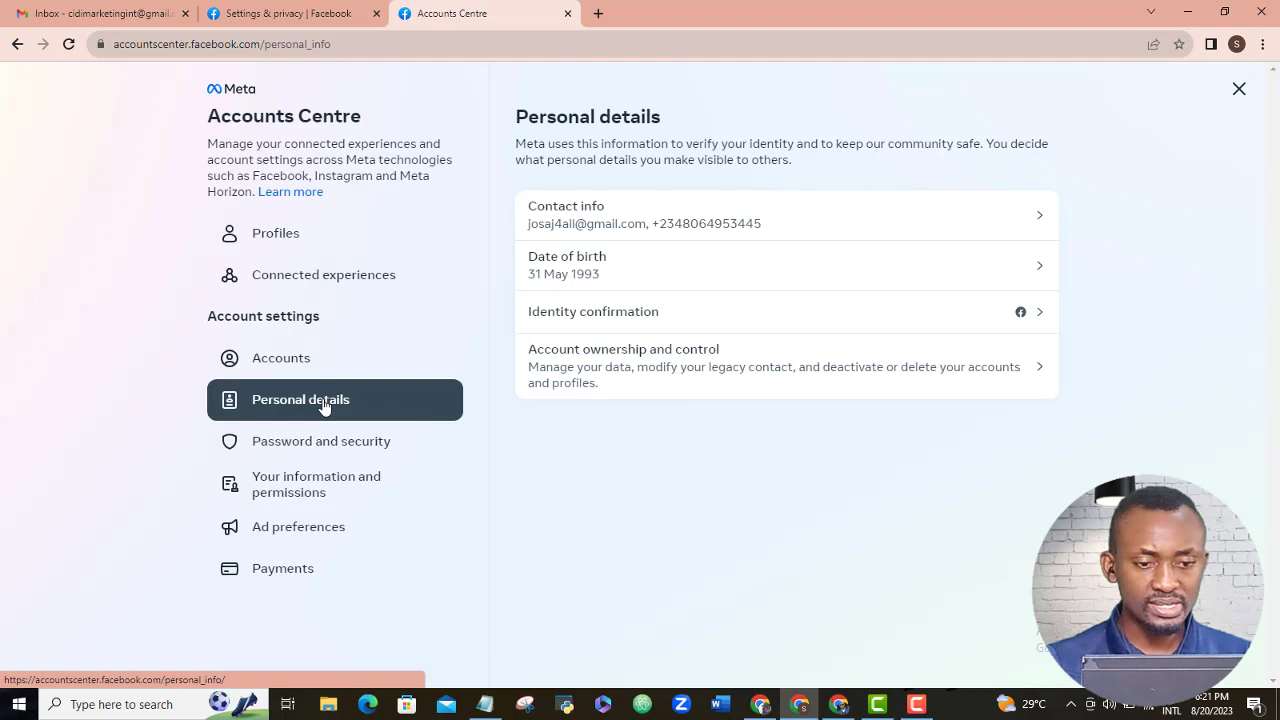 Inbox - cidimarketingint@gmail.c
Settings & privacy | Facebook
Accounts Centre
accountscenter.facebook.com/personal_info
S
Meta
Accounts Centre
Manage your connected experiences and
account settings across Meta technologies
such as Facebook, Instagram and Meta
Horizon. Learn more
Profiles
Connected experiences
Account settings
Accounts
Personal details
Password and security
Your information and
permissions
Ad preferences
Payments
Personal details
Meta uses this information to verify your identity and to keep our community safe. You decide
what personal details you make visible to others.
Contact info
josaj4all@gmail.com, +2348064953445
Date of birth
31 May 1993
Identity confirmation
Account ownership and control
Manage your data, modify your legacy contact, and deactivate or delete your accounts
and profiles.
https://accountscenter.facebook.com/personal_info/
Type here to search
29°C
INTL
6:21 PM
8/20/2023